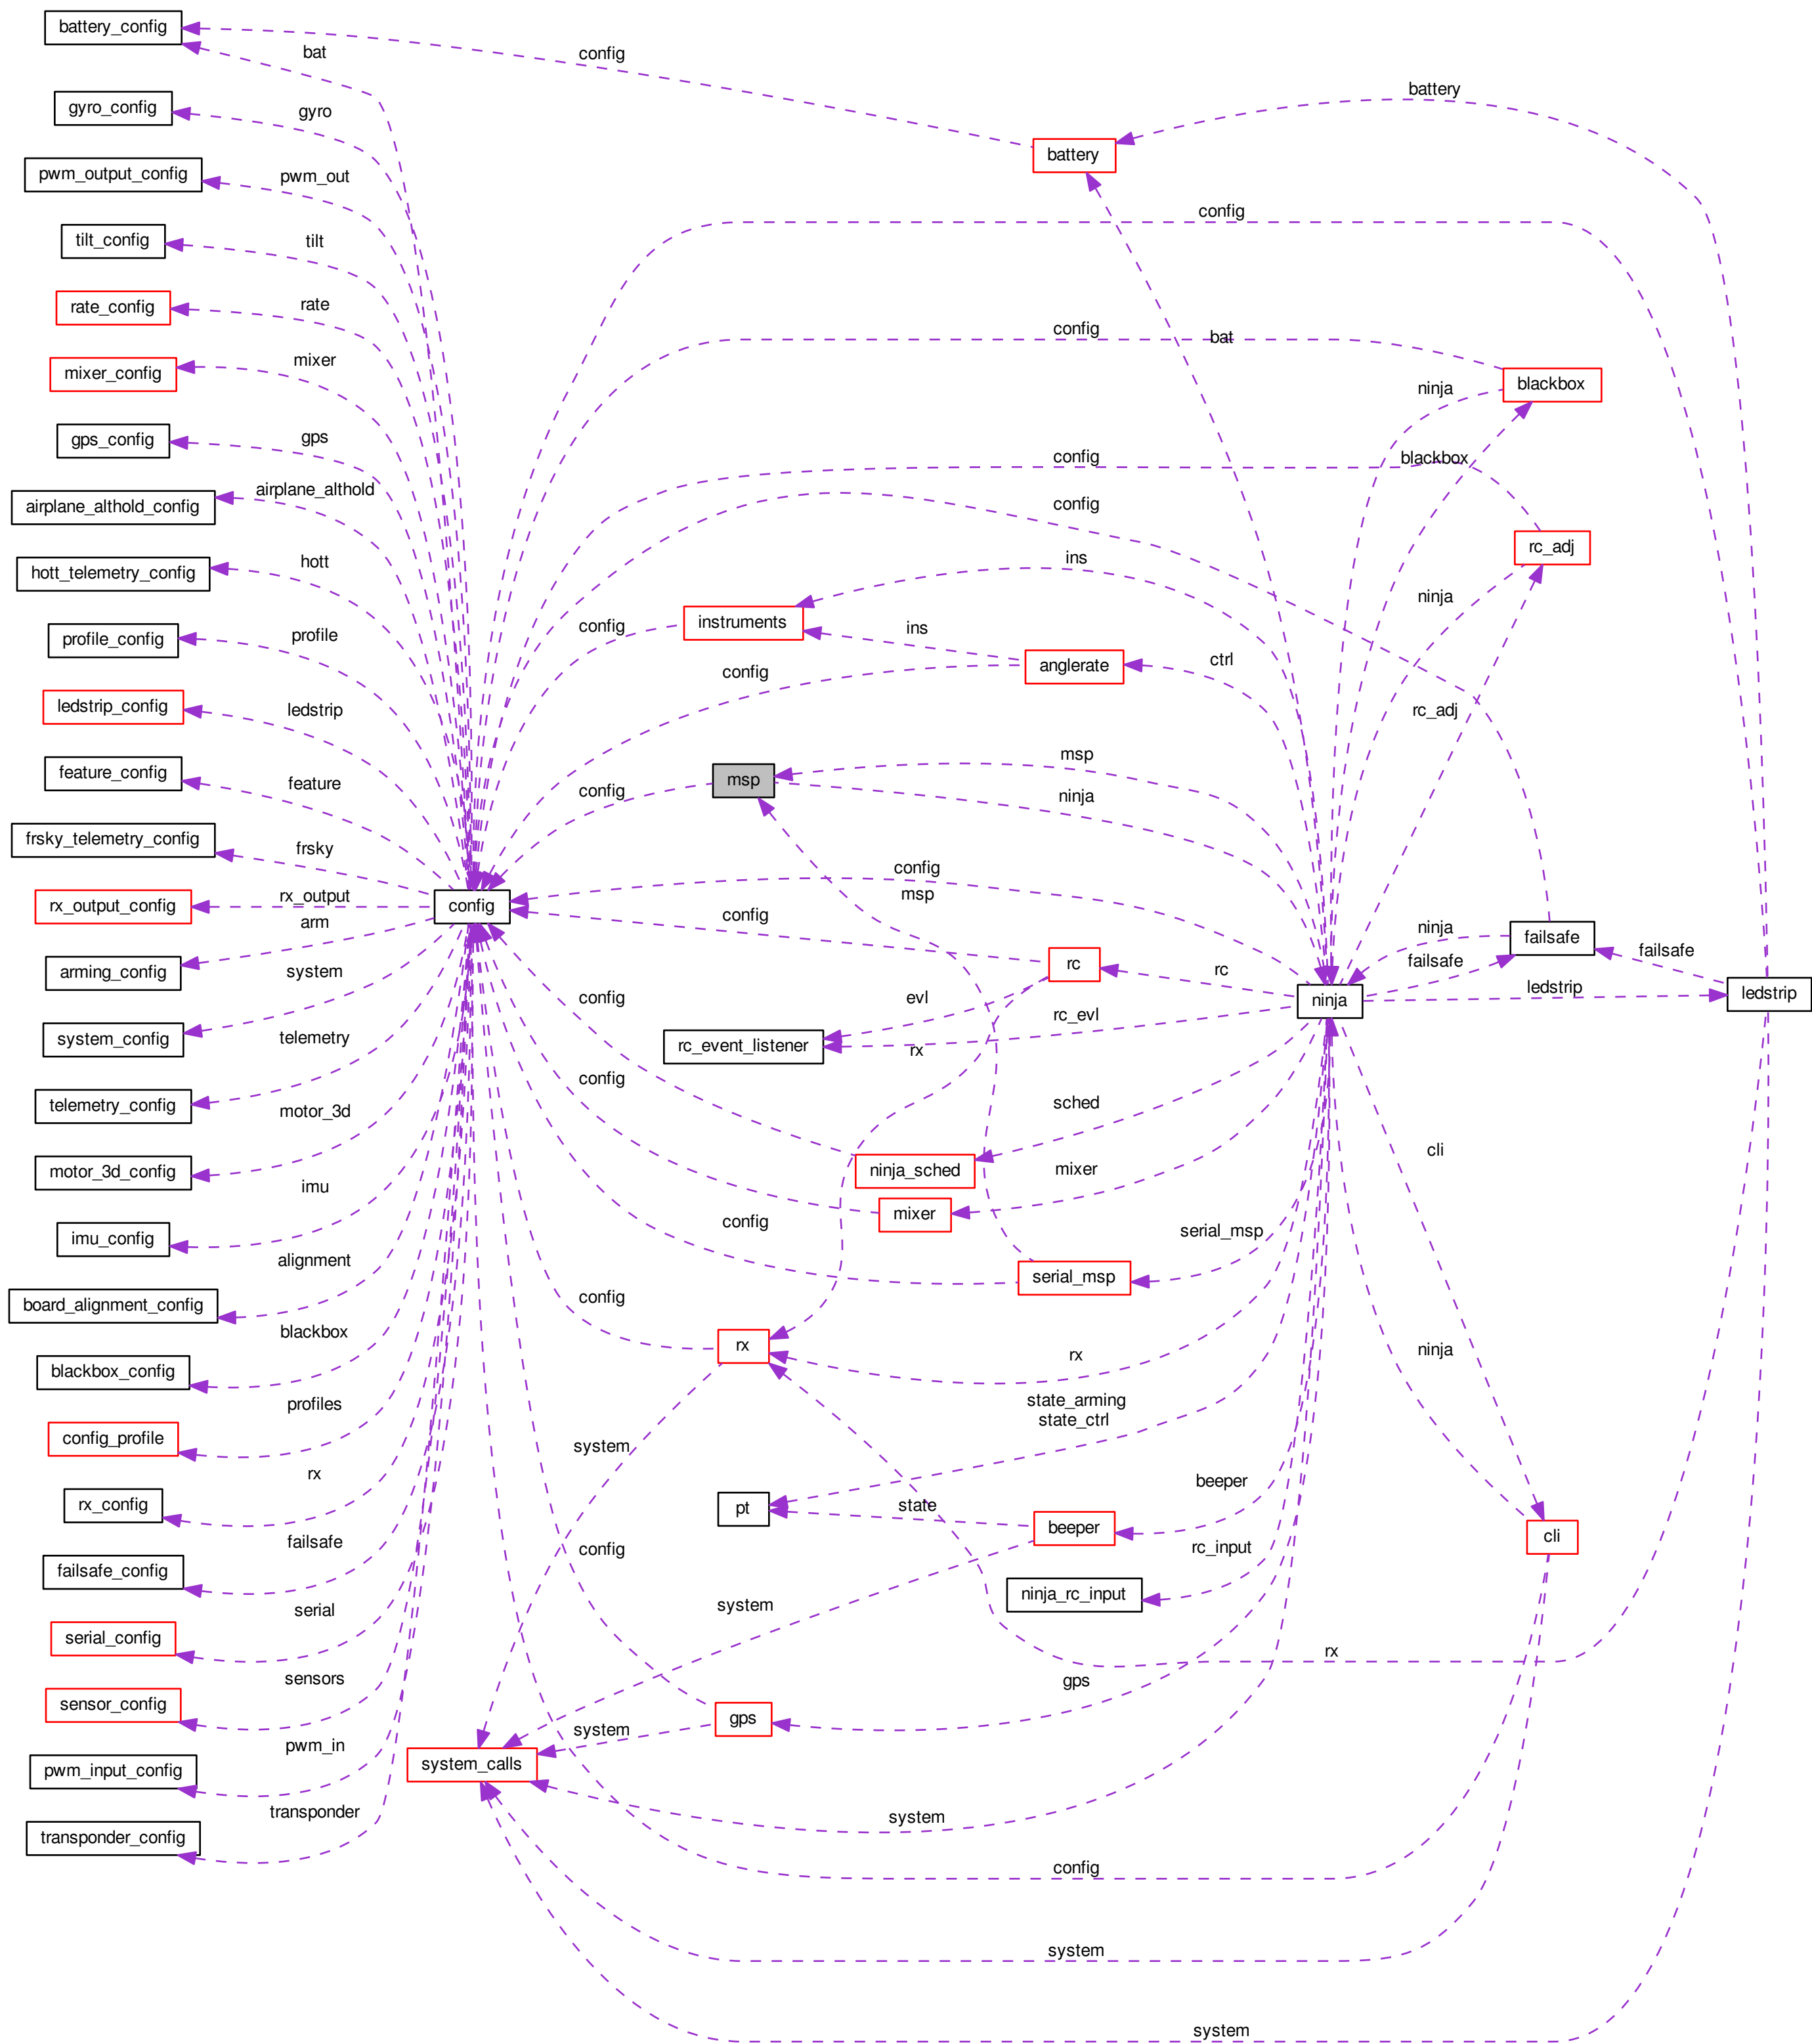 battery_config
bat
config
gyro_config
gyro
battery
pwm_output_config
pwm_out
battery
tilt_config
tilt
config
rate_config
rate
config
bat
mixer_config
mixer
blackbox
ninja
gps_config
gps
config
blackbox
airplane_althold_config
airplane_althold
config
hott_telemetry_config
hott
ins
rc_adj
ninja
profile_config
profile
config
instruments
ins
anglerate
ctrl
config
ledstrip_config
ledstrip
rc_adj
feature_config
feature
config
msp
msp
ninja
frsky_telemetry_config
frsky
config
msp
rx_output_config
rx_output
config
config
arm
rc
rc
ninja
failsafe
failsafe
failsafe
arming_config
system
config
evl
rc_evl
ninja
ledstrip
ledstrip
system_config
telemetry
rc_event_listener
rx
telemetry_config
motor_3d
config
sched
cli
motor_3d_config
imu
ninja_sched
mixer
imu_config
mixer
config
serial_msp
board_alignment_config
alignment
config
serial_msp
blackbox_config
blackbox
rx
rx
ninja
profiles
state_arming
state_ctrl
config_profile
system
rx_config
rx
pt
state
beeper
beeper
failsafe_config
failsafe
config
rc_input
cli
serial_config
serial
system
ninja_rc_input
sensor_config
sensors
gps
rx
pwm_input_config
pwm_in
system_calls
system
gps
transponder_config
transponder
system
config
system
system